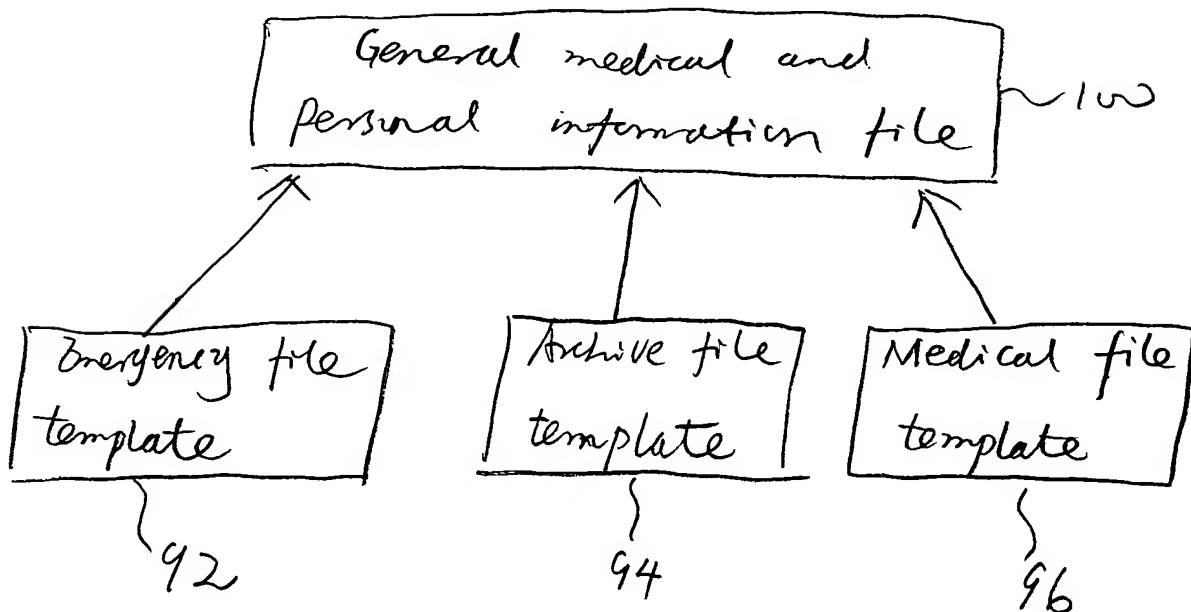 General medical and
personal information file
100
Emergency file
template
Archive file
template
Medical file
template
92
94
96